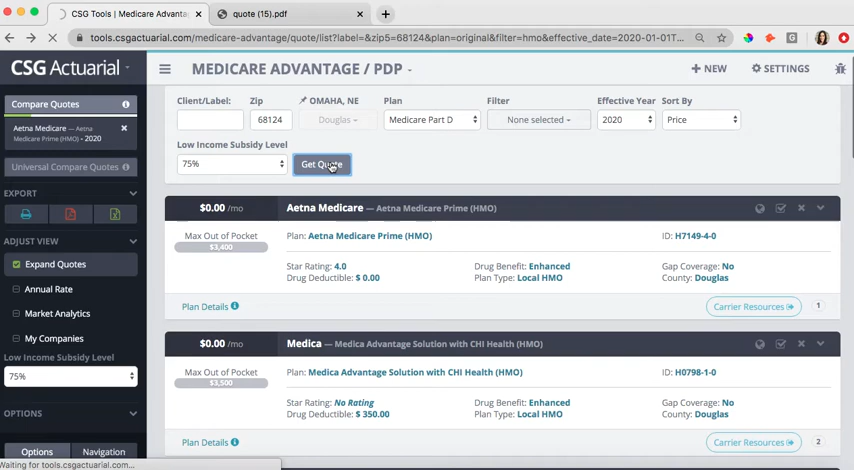 CSG Tools | Medicare Advanta
quote (15).pdf
tools.csgactuarial.com/medicare-advantage/quote/list?label=&zip5=68124&plan=original&filter=hmo&effective_date=2020-01-01T...
CSG Actuarial
MEDICARE ADVANTAGE / PDP
+ NEW
SETTINGS
Compare Quotes
Aetna Medicare — Aetna
Medicare Prime (HMO) - 2020
Universal Compare Quotes
EXPORT
ADJUST VIEW
Expand Quotes
Annual Rate
Market Analytics
My Companies
Low Income Subsidy Level
75%
OPTIONS
Options
Navigation
Waiting for tools.csgactuarial.com...
Client/Label:
Zip
OMAHA, NE
Plan
Filter
Effective Year
Sort By
68124
Douglas
Medicare Part D
None selected
2020
Price
Low Income Subsidy Level
75%
Get Quote
$0.00 /mo
Aetna Medicare — Aetna Medicare Prime (HMO)
Max Out of Pocket
$3,400
Plan: Aetna Medicare Prime (HMO)
ID: H7149-4-0
Star Rating: 4.0
Drug Benefit: Enhanced
Gap Coverage: No
Drug Deductible: $ 0.00
Plan Type: Local HMO
County: Douglas
Plan Details
Carrier Resources
1
$0.00 /mo
Medica — Medica Advantage Solution with CHI Health (HMO)
Max Out of Pocket
$3,500
Plan: Medica Advantage Solution with CHI Health (HMO)
ID: H0798-1-0
Star Rating: No Rating
Drug Benefit: Enhanced
Gap Coverage: No
Drug Deductible: $ 350.00
Plan Type: Local HMO
County: Douglas
Plan Details
Carrier Resources
2